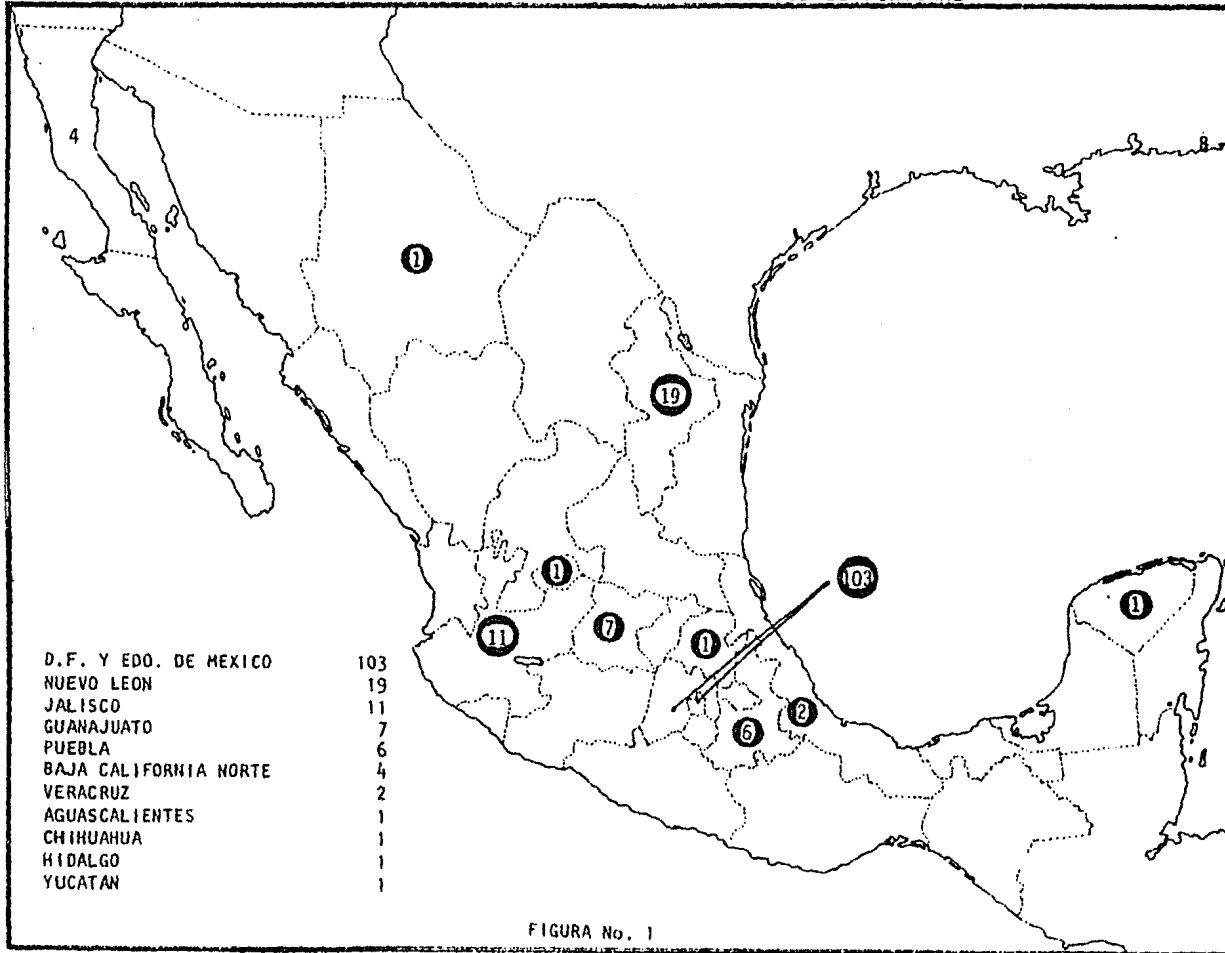 4
1
19
1
103
11
7
1
1
6
2
D.F. Y EDO. DE MEXICO 103
NUEVO LEON 19
JALISCO 11
GUANAJUATO 7
PUEBLA 6
BAJA CALIFORNIA NORTE 4
VERACRUZ 2
AGUASCALIENTES 1
CHIHUAHUA 1
HIDALGO 1
YUCATAN 1
FIGURA No. 1